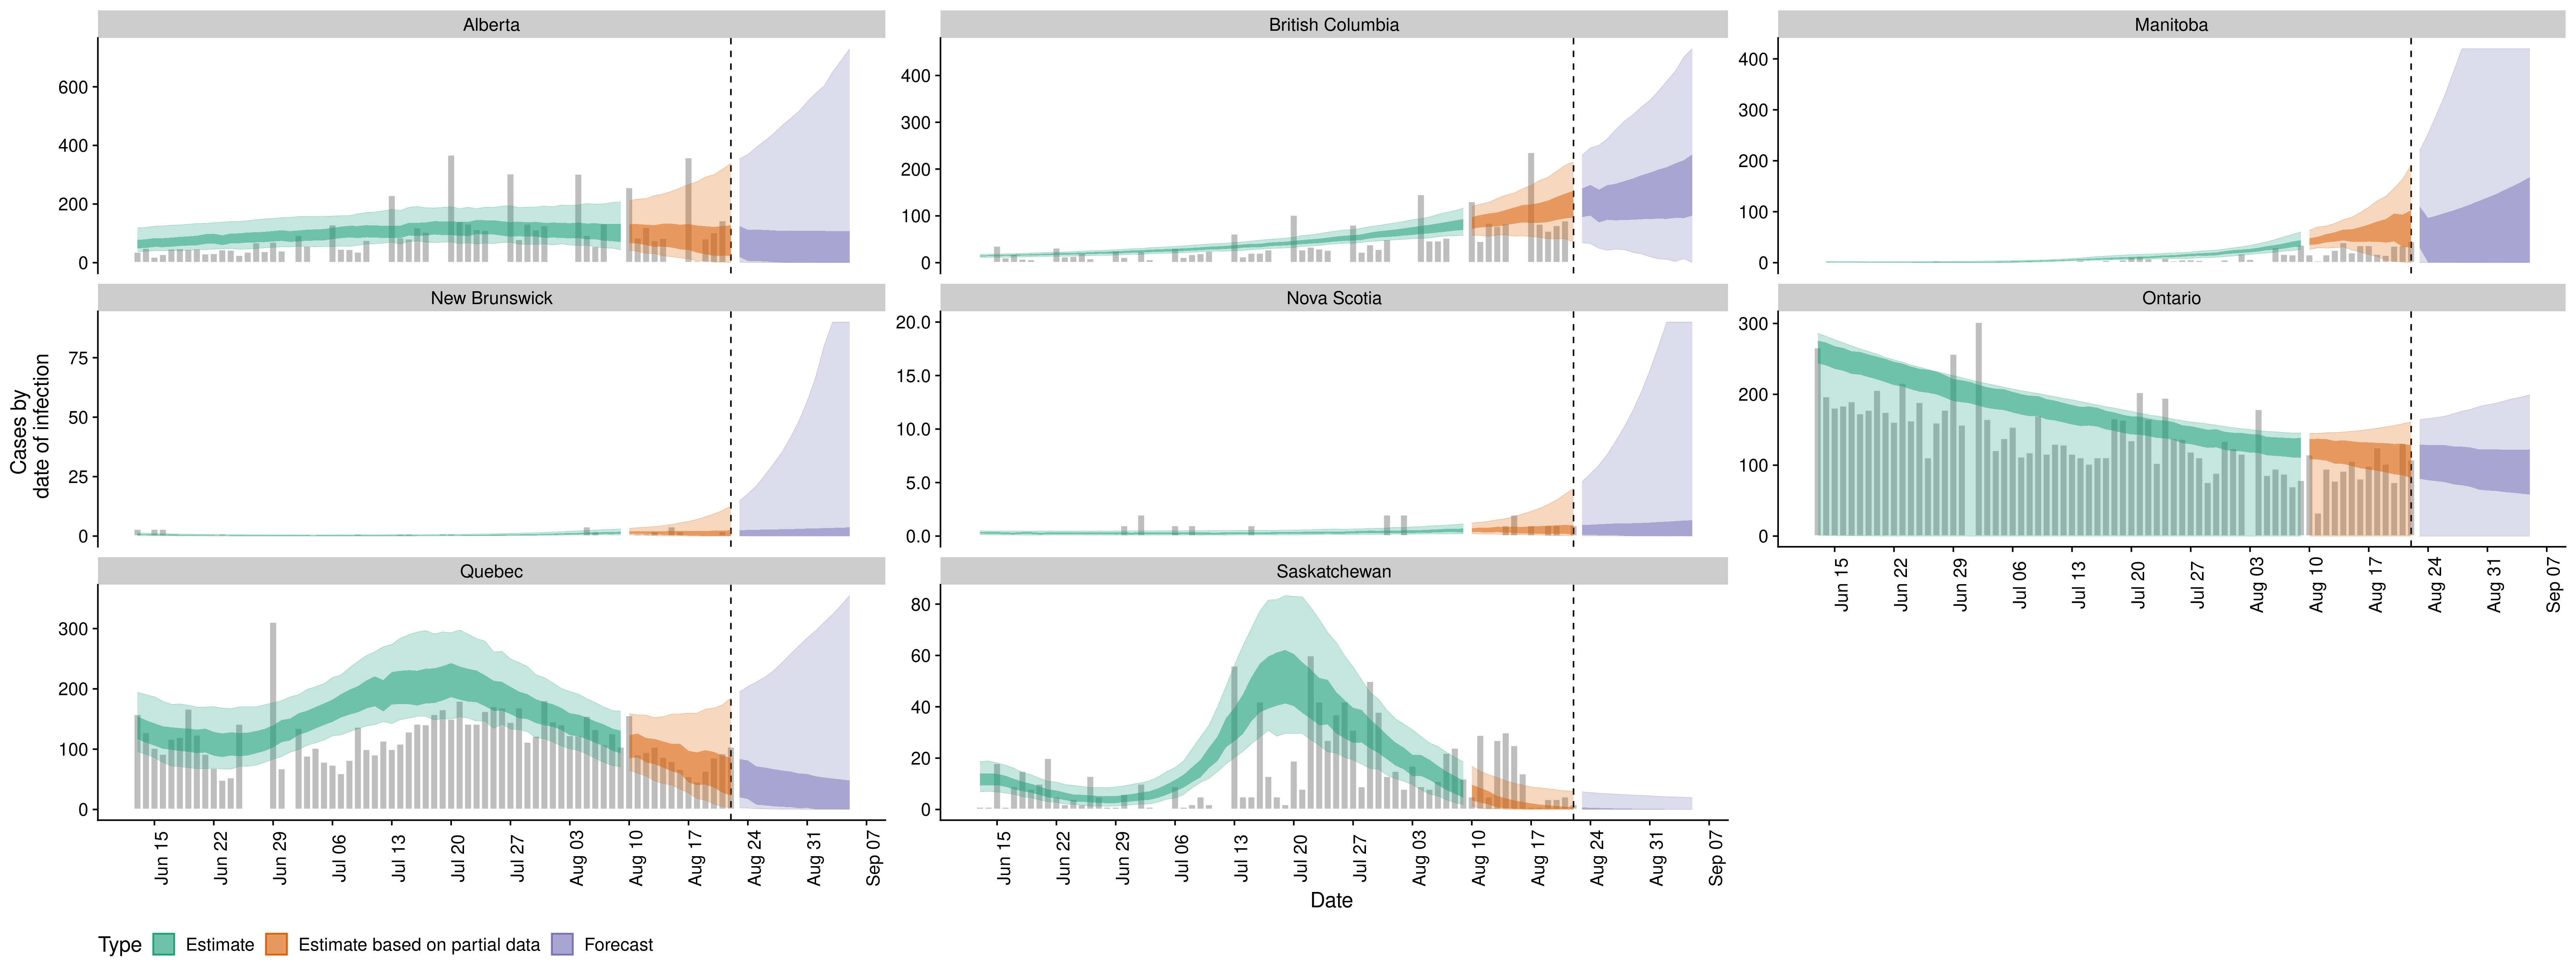 Alberta
British Columbia
Manitoba
600
400
200
0
400
300
200
100
0
400
300
200
100
0
New Brunswick
Nova Scotia
Ontario
Cases by
date of infection
75
50
25
0
20.0
15.0
10.0
5.0
0.0
300
200
100
0
Jun 15
Jun 22
Jun 29
Jul 06
Jul 13
Jul 20
Jul 27
Aug 03
Aug 10
Aug 17
Aug 24
Aug 31
Sep 07
Quebec
Saskatchewan
300
200
100
0
80
60
40
20
0
Jun 15
Jun 22
Jun 29
Jul 06
Jul 13
Jul 20
Jul 27
Aug 03
Aug 10
Aug 17
Aug 24
Aug 31
Sep 07
Jun 15
Jun 22
Jun 29
Jul 06
Jul 13
Jul 20
Jul 27
Aug 03
Aug 10
Aug 17
Aug 24
Aug 31
Sep 07
Date
Type Estimate Estimate based on partial data Forecast